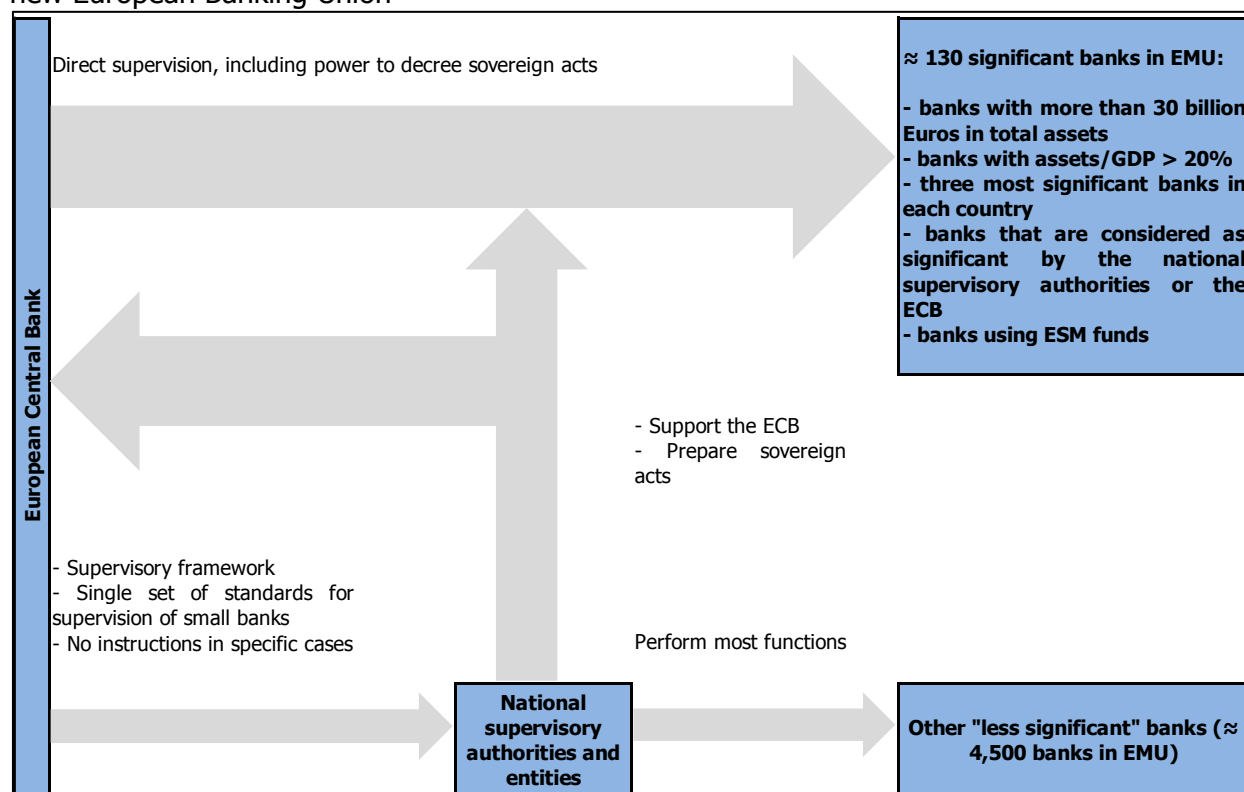 new European Banking Union
Direct supervision, including power to decree sovereign acts
≈ 130 significant banks in EMU:
- banks with more than 30 billion
Euros in total assets
- banks with assets/GDP > 20%
- three most significant banks in
each country
- banks that are considered as
significant by the national
supervisory authorities or the
ECB
- banks using ESM funds
European Central Bank
- Support the ECB
- Prepare sovereign
acts
- Supervisory framework
- Single set of standards for
supervision of small banks
- No instructions in specific cases
Perform most functions
National
supervisory
authorities and
entities
Other "less significant" banks (≈
4,500 banks in EMU)